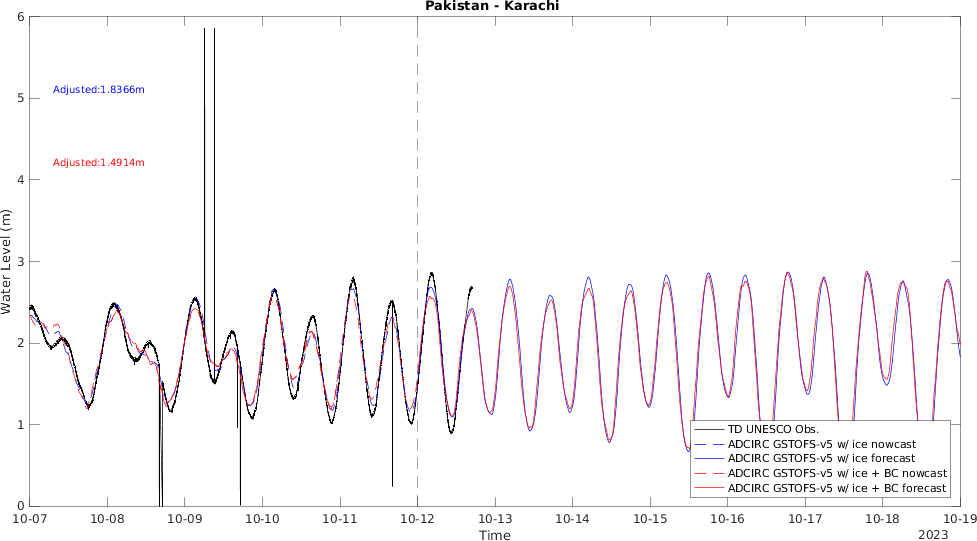 Pakistan - Karachi
6
5
4
3
2
1
0
Water Level (m)
Adjusted:1.8366m
Adjusted:1.4914m
TD UNESCO Obs.
ADCIRC GSTOFS-v5 w/ ice nowcast
ADCIRC GSTOFS-v5 w/ ice forecast
ADCIRC GSTOFS-v5 w/ ice + BC nowcast
ADCIRC GSTOFS-v5 w/ ice + BC forecast
10-07 10-08 10-09 10-10 10-11 10-12 10-13 10-14 10-15 10-16 10-17 10-18 10-19
Time
2023